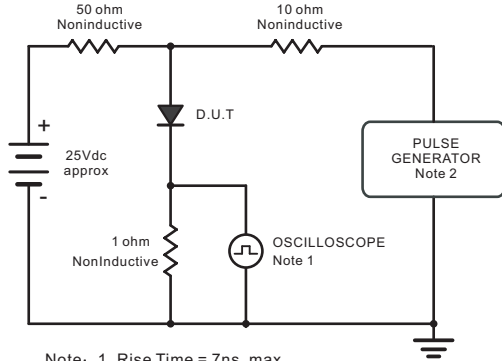 50 ohm
Noninductive
10 ohm
Noninductive
D.U.T
+
25Vdc
approx
-
PULSE
GENERATOR
Note 2
1 ohm
NonInductive
OSCILLOSCOPE
Note 1
Note: 1. Rise Time = 7ns max.